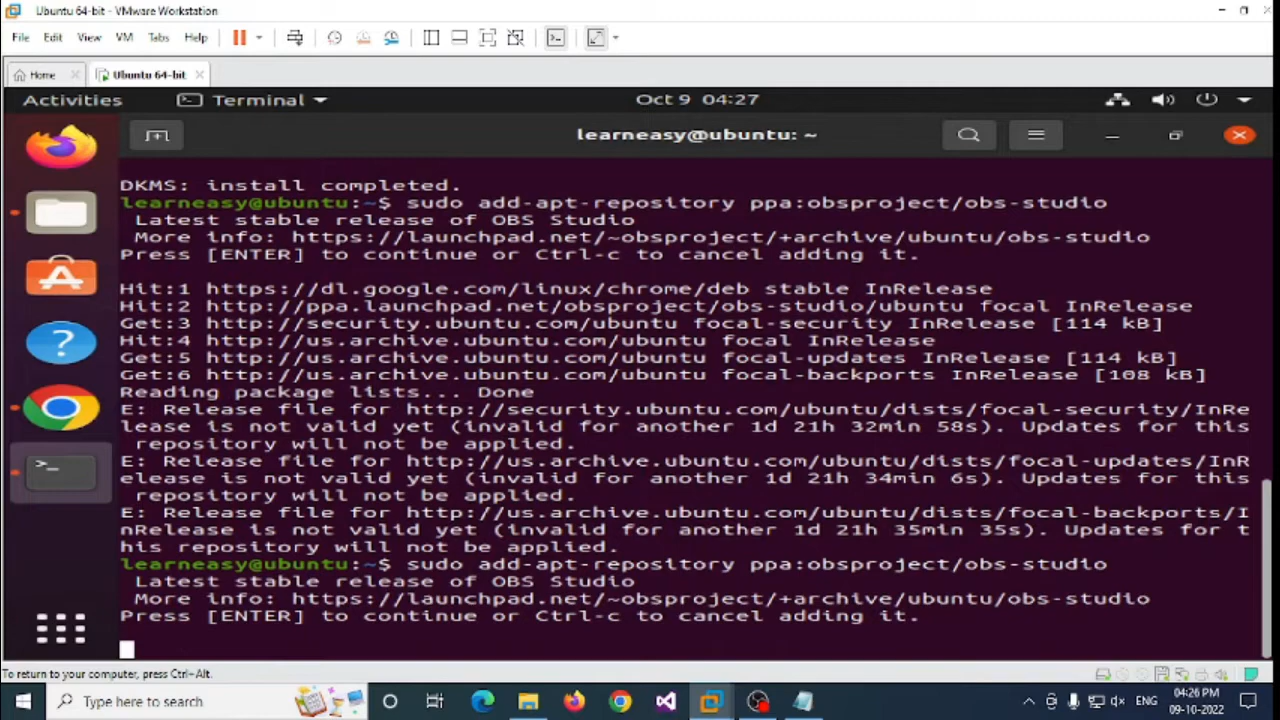 Ubuntu 64-bit - VMware Workstation
File Edit View VM Tabs Help
Home Ubuntu 64-bit
Activities Terminal Oct 9 04:27
learneasy@ubuntu: ~
DKMS: install completed.
learneasy@ubuntu:~$ sudo add-apt-repository ppa:obsproject/obs-studio
Latest stable release of OBS Studio
More info: https://launchpad.net/~obsproject/+archive/ubuntu/obs-studio
Press [ENTER] to continue or Ctrl-c to cancel adding it.
Hit:1 https://dl.google.com/linux/chrome/deb stable InRelease
Hit:2 http://ppa.launchpad.net/obsproject/obs-studio/ubuntu focal InRelease
Get:3 http://security.ubuntu.com/ubuntu focal-security InRelease [114 kB]
Hit:4 http://us.archive.ubuntu.com/ubuntu focal InRelease
Get:5 http://us.archive.ubuntu.com/ubuntu focal-updates InRelease [114 kB]
Get:6 http://us.archive.ubuntu.com/ubuntu focal-backports InRelease [108 kB]
Reading package lists... Done
E: Release file for http://security.ubuntu.com/ubuntu/dists/focal-security/InRe
lease is not valid yet (invalid for another 1d 21h 32min 58s). Updates for this
repository will not be applied.
E: Release file for http://us.archive.ubuntu.com/ubuntu/dists/focal-updates/InR
elease is not valid yet (invalid for another 1d 21h 34min 6s). Updates for this
repository will not be applied.
E: Release file for http://us.archive.ubuntu.com/ubuntu/dists/focal-backports/I
nRelease is not valid yet (invalid for another 1d 21h 35min 35s). Updates for t
his repository will not be applied.
learneasy@ubuntu:~$ sudo add-apt-repository ppa:obsproject/obs-studio
Latest stable release of OBS Studio
More info: https://launchpad.net/~obsproject/+archive/ubuntu/obs-studio
Press [ENTER] to continue or Ctrl-c to cancel adding it.
To return to your computer, press Ctrl+Alt.
Type here to search
ENG
04:26 PM
09-10-2022